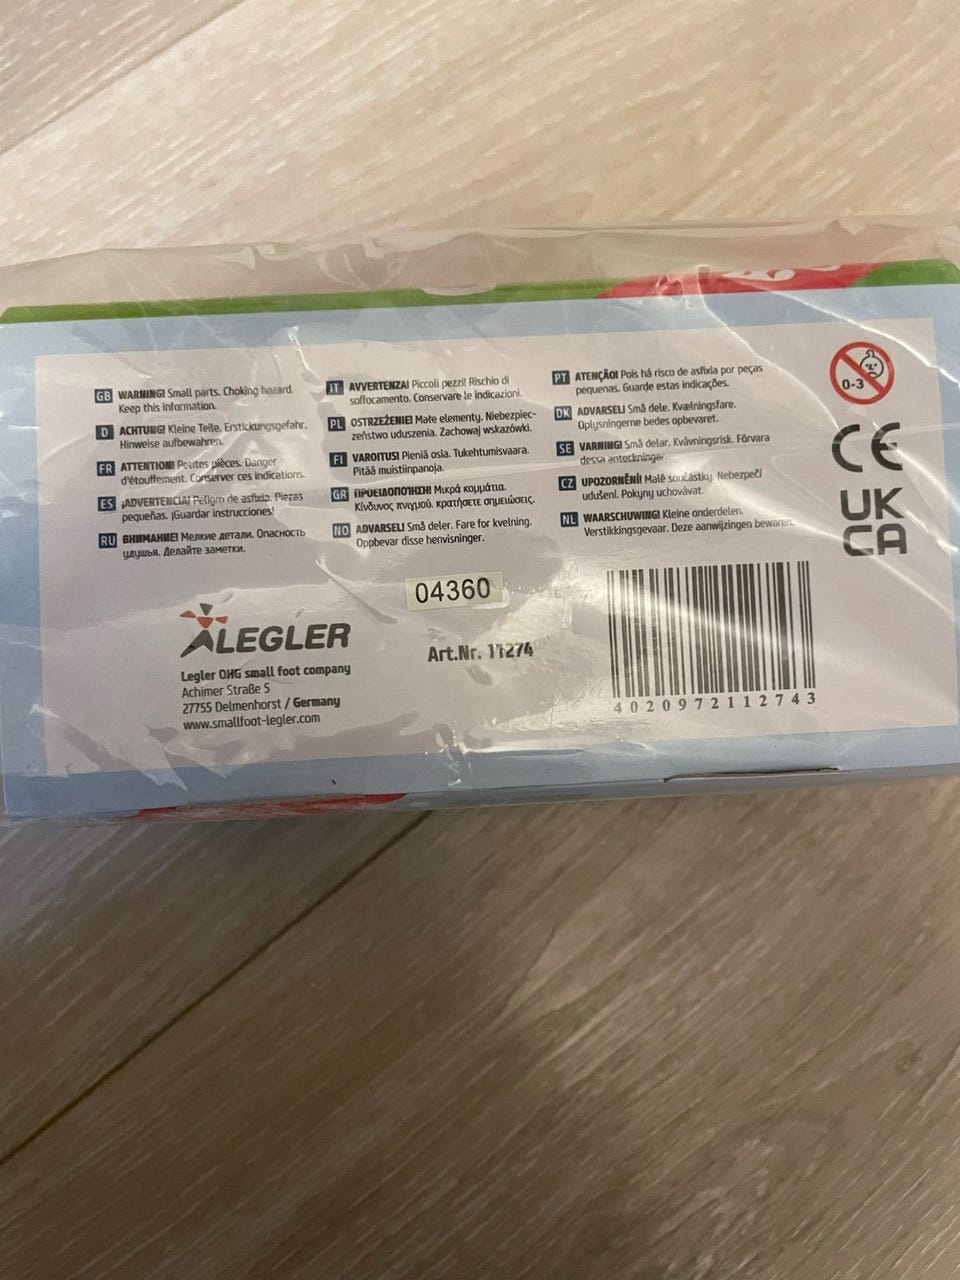 GB WARNING! Small parts. Choking hazard.
Keep this information.
D ACHTUNG! Kleine Teile. Erstickungsgefahr.
Hinweise aufbewahren.
FR ATTENTION! Petites pièces. Danger
d'étouffement. Conserver ces indications.
ES ¡ADVERTENCIA! Peligro de asfixia. Piezas
pequeñas. ¡Guardar instrucciones!
RU ВНИМАНИЕ! Мелкие детали. Опасность
удушья. Делайте заметки.
IT AVVERTENZA! Piccoli pezzi! Rischio di
soffocamento. Conservare le indicazioni.
PL OSTRZEŻENIE! Małe elementy. Niebezpiec-
zeństwo uduszenia. Zachowaj wskazówki.
FI VAROITUS! Pieniä osia. Tukehtumisvaara.
Pitää muistiinpanoja.
GR ΠΡΟΕΙΔΟΠΟΊΗΣΗ! Μικρά κομμάτια.
Κίνδυνος πνιγμού. κρατήσετε σημειώσεις.
NO ADVARSEL! Små deler. Fare for kvelning.
Oppbevar disse henvisninger.
PT ATENÇÃO! Pois há risco de asfixia por peças
pequenas. Guarde estas indicações.
DK ADVARSEL! Små dele. Kvælningsfare.
Oplysningerne bedes opbevaret.
SE VARNING! Små delar. Kvävningsrisk. Förvara
dessa anteckningar.
CZ UPOZORNĚNÍ! Malé součástky. Nebezpečí
udušení. Pokyny uchovávat.
NL WAARSCHUWING! Kleine onderdelen.
Verstikkingsgevaar. Deze aanwijzingen bewaren.
0-3
CE
UK
CA
LEGLER
Legler OHG small foot company
Achimer Straße 5
27755 Delmenhorst / Germany
www.smallfoot-legler.com
04360
Art.Nr. 11274
4020972112743